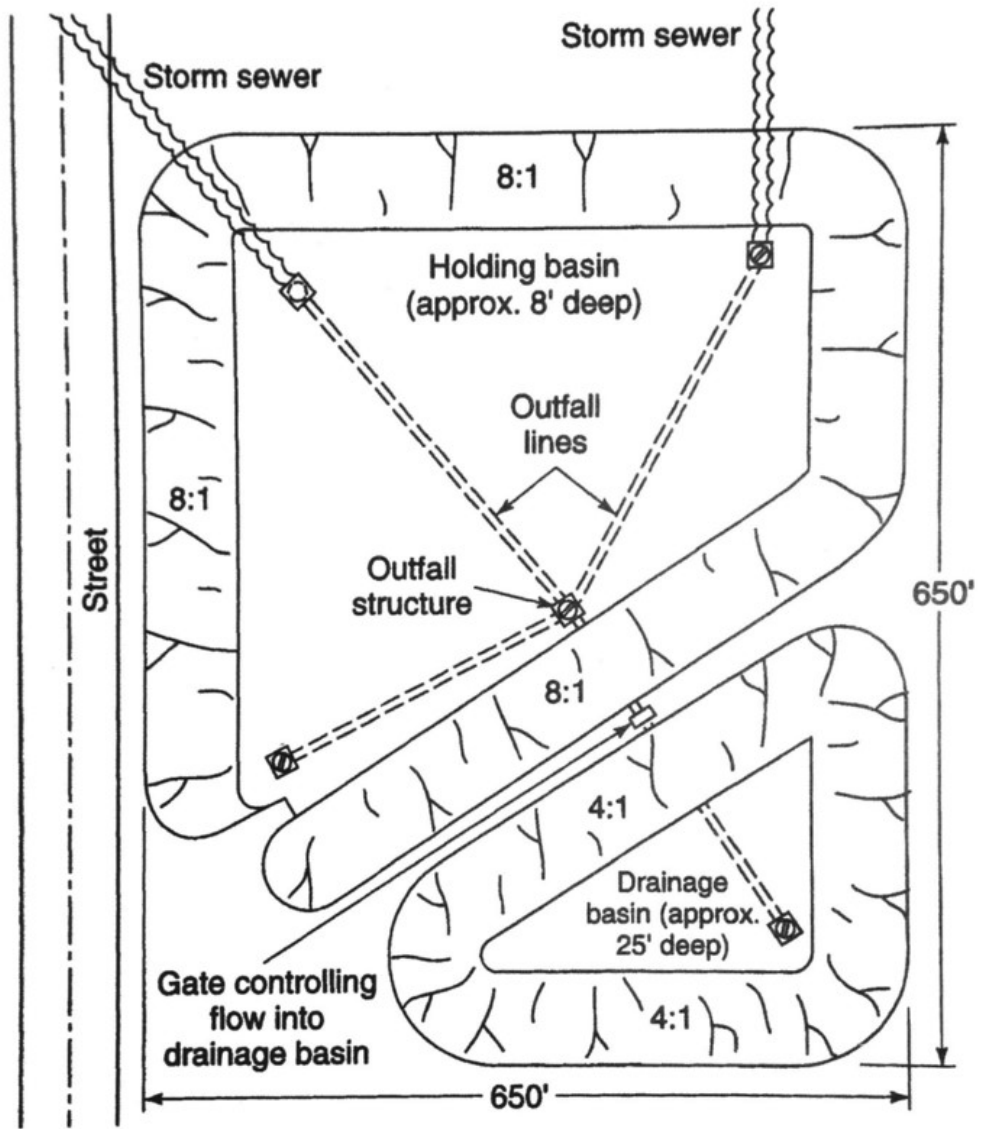 Storm sewer
Storm sewer
8:1
Holding basin
(approx. 8' deep)
Outfall
lines
8:1
Street
Outfall
structure
650'
8:1
4:1
Drainage
basin (approx.
25' deep)
Gate controlling
flow into
drainage basin
4:1
650'